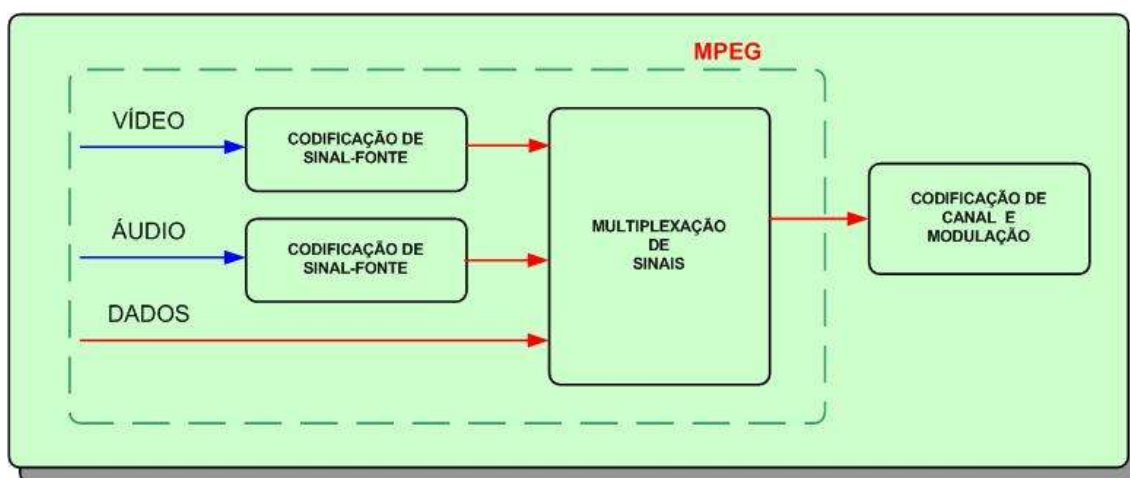 MPEG
VÍDEO
CODIFICAÇÃO DE
SINAL-FONTE
ÁUDIO
CODIFICAÇÃO DE
SINAL-FONTE
DADOS
MULTIPLEXAÇÃO
DE
SINAIS
CODIFICAÇÃO DE
CANAL E
MODULAÇÃO